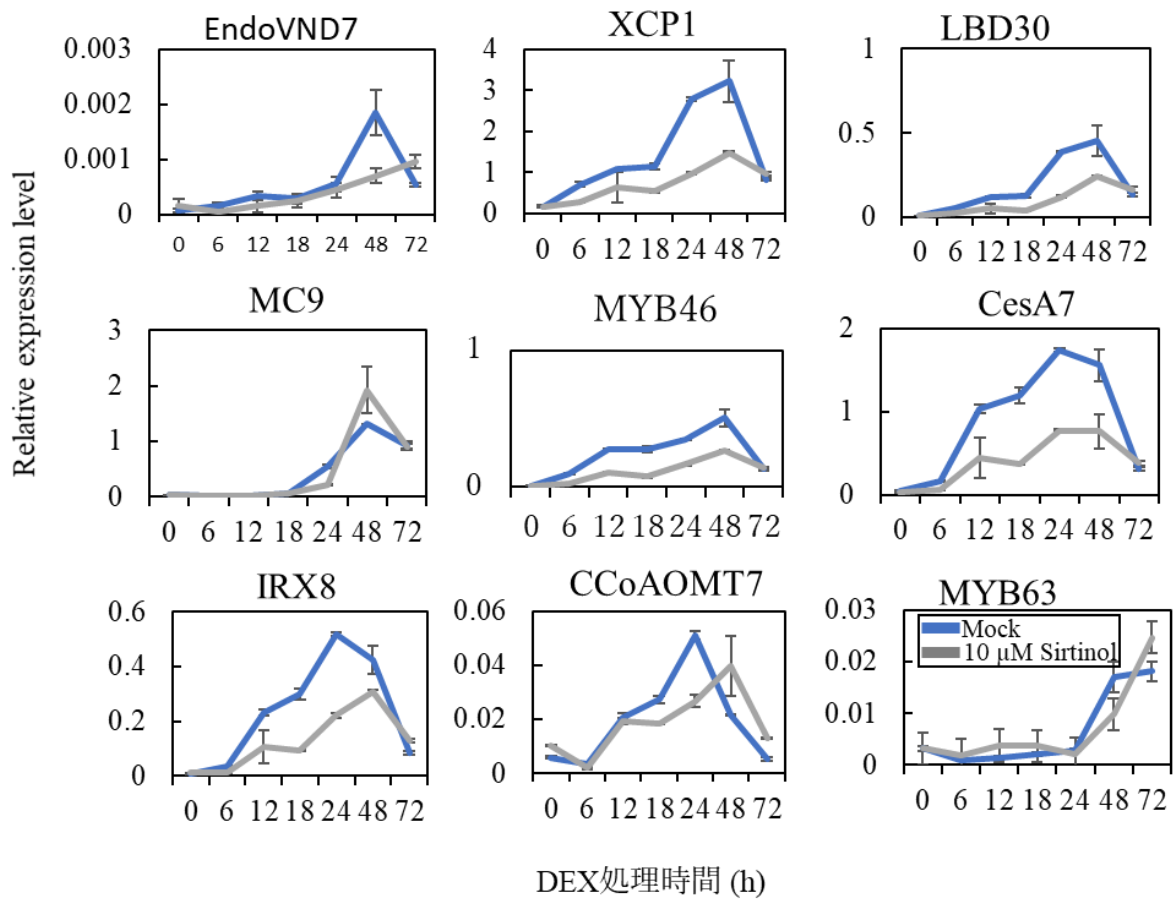 Relative expression level
EndoVND7
0.003
0.002
0.001
0
0 6 12 18 24 48 72
XCP1
4
3
2
1
0
0 6 12 18 24 48 72
LBD30
1
0.5
0
0 6 12 18 24 48 72
MC9
3
2
1
0
0 6 12 18 24 48 72
MYB46
1
0
0 6 12 18 24 48 72
CesA7
2
1
0
0 6 12 18 24 48 72
IRX8
0.6
0.4
0.2
0
0 6 12 18 24 48 72
CCoAOMT7
0.06
0.04
0.02
0
0 6 12 18 24 48 72
MYB63
0.03
0.02
0.01
0
Mock
10 μM Sirtinol
0 6 12 18 24 48 72
DEX処理時間 (h)